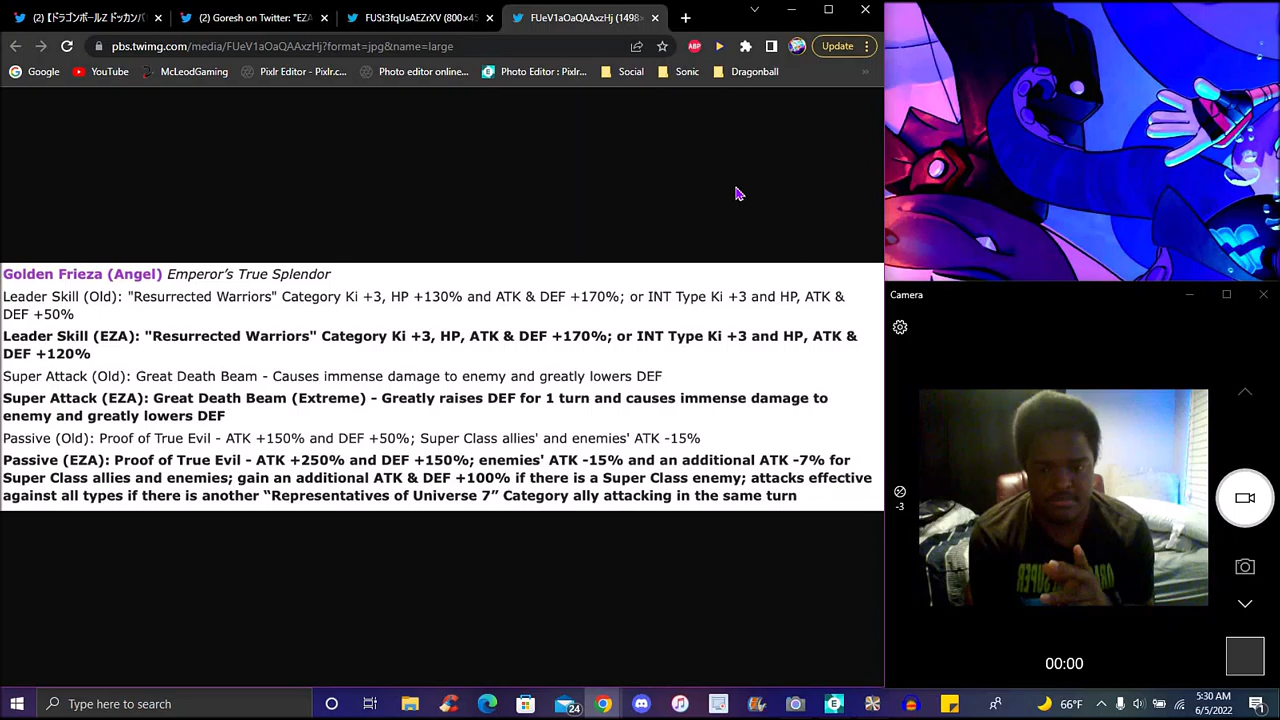 (2) 【ドラゴンボールZ ドッカンバ
(2) Goresh on Twitter: "EZA
FUSt3fqUsAEZrXV (800×45
FUeV1aOaQAAxzHj (1498×
pbs.twimg.com/media/FUeV1aOaQAAxzHj?format=jpg&name=large
ABP
Update
Google
YouTube
McLeodGaming
Pixlr Editor - Pixlr.c...
Photo editor online...
Photo Editor : Pixlr...
Social
Sonic
Dragonball
»
Golden Frieza (Angel) Emperor's True Splendor
Leader Skill (Old): "Resurrected Warriors" Category Ki +3, HP +130% and ATK & DEF +170%; or INT Type Ki +3 and HP, ATK &
DEF +50%
Leader Skill (EZA): "Resurrected Warriors" Category Ki +3, HP, ATK & DEF +170%; or INT Type Ki +3 and HP, ATK &
DEF +120%
Super Attack (Old): Great Death Beam - Causes immense damage to enemy and greatly lowers DEF
Super Attack (EZA): Great Death Beam (Extreme) - Greatly raises DEF for 1 turn and causes immense damage to
enemy and greatly lowers DEF
Passive (Old): Proof of True Evil - ATK +150% and DEF +50%; Super Class allies' and enemies' ATK -15%
Passive (EZA): Proof of True Evil - ATK +250% and DEF +150%; enemies' ATK -15% and an additional ATK -7% for
Super Class allies and enemies; gain an additional ATK & DEF +100% if there is a Super Class enemy; attacks effective
against all types if there is another “Representatives of Universe 7” Category ally attacking in the same turn
Camera
-3
SUPER
00:00
Type here to search
24
66°F
5:30 AM
6/5/2022
1